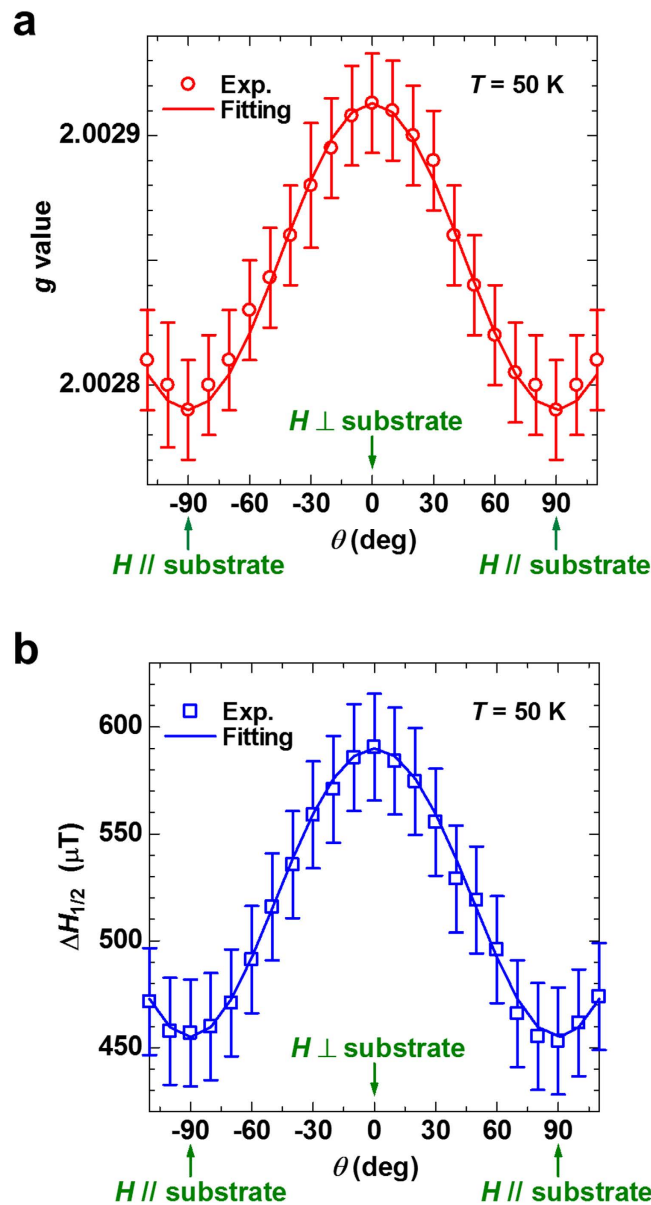 a
Exp.
Fitting
T = 50 K
2.0029
2.0028
g value
H ⊥ substrate
-90 -60 -30 0 30 60 90
θ (deg)
H // substrate H // substrate
b
Exp.
Fitting
T = 50 K
600
550
500
450
ΔH1/2 (μT)
H ⊥ substrate
-90 -60 -30 0 30 60 90
θ (deg)
H // substrate H // substrate